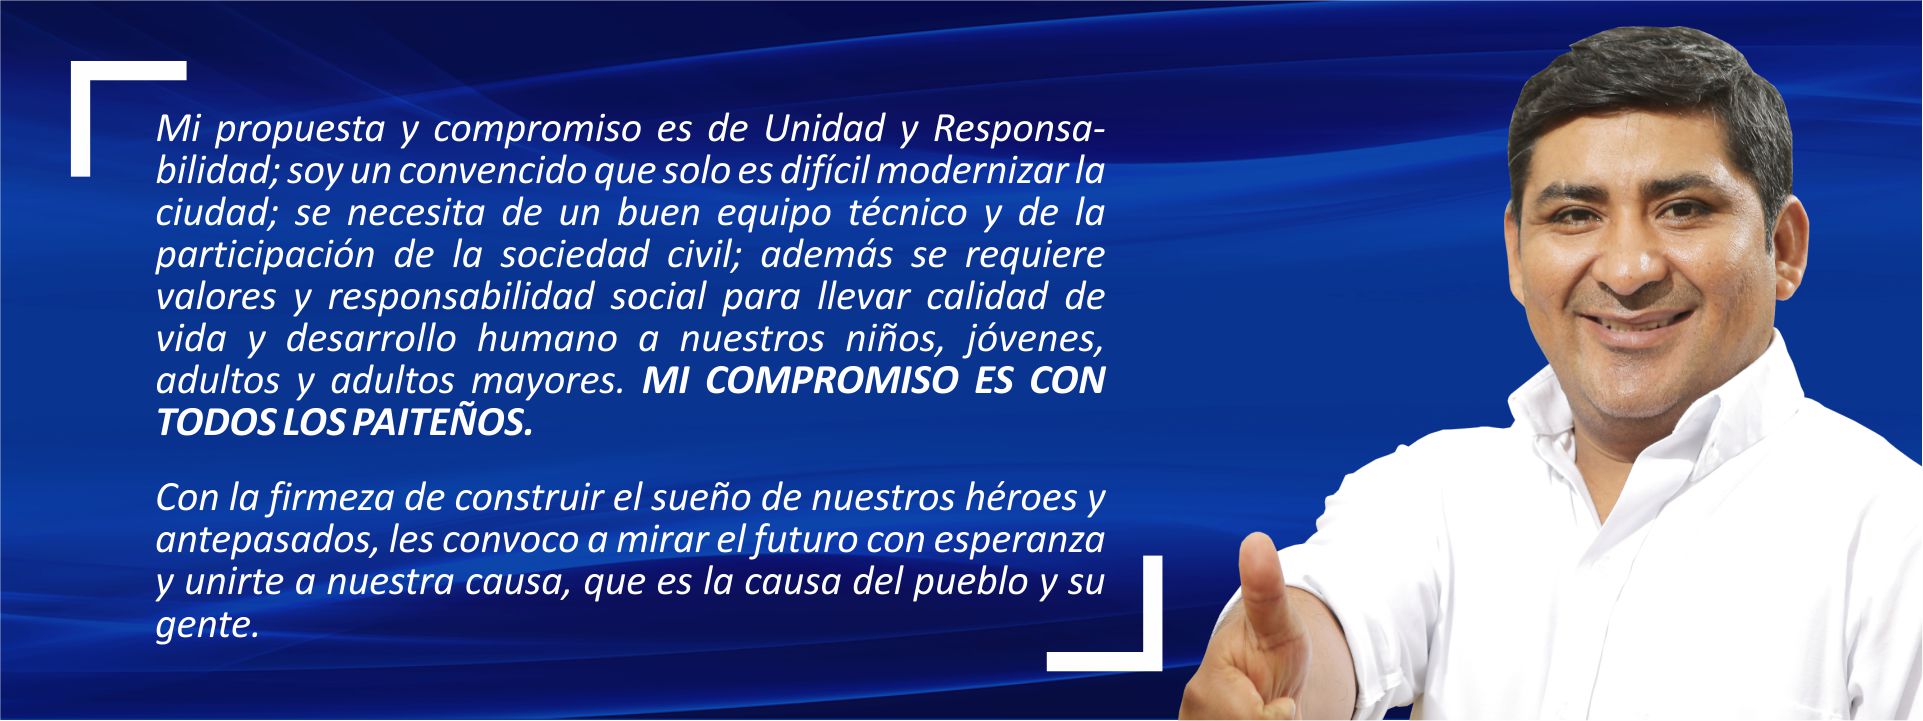 Mi propuesta y compromiso es de Unidad y Responsa-
bilidad; soy un convencido que solo es difícil modernizar la
ciudad; se necesita de un buen equipo técnico y de la
participación de la sociedad civil; además se requiere
valores y responsabilidad social para llevar calidad de
vida y desarrollo humano a nuestros niños, jóvenes,
adultos y adultos mayores. MI COMPROMISO ES CON
TODOS LOS PAITEÑOS.
Con la firmeza de construir el sueño de nuestros héroes y
antepasados, les convoco a mirar el futuro con esperanza
y unirte a nuestra causa, que es la causa del pueblo y su
gente.